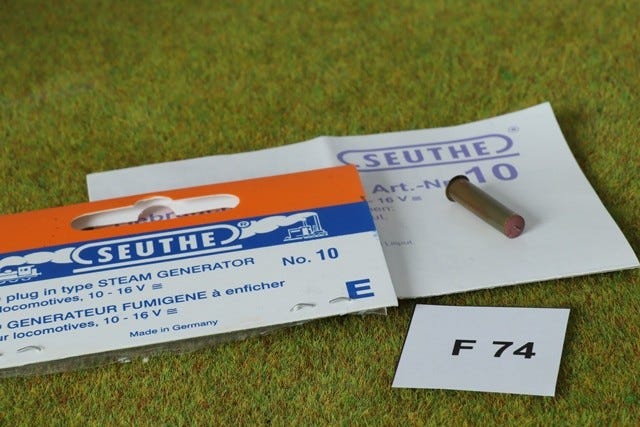 SEUTHE ®
Art.-Nr. 10
- 16 V ≅
Liliput
SEUTHE ®
plug in type STEAM GENERATOR No. 10
locomotives, 10 - 16 V ≅
GENERATEUR FUMIGENE à enficher
ur locomotives, 10 - 16 V ≅
E
Made in Germany
F 74